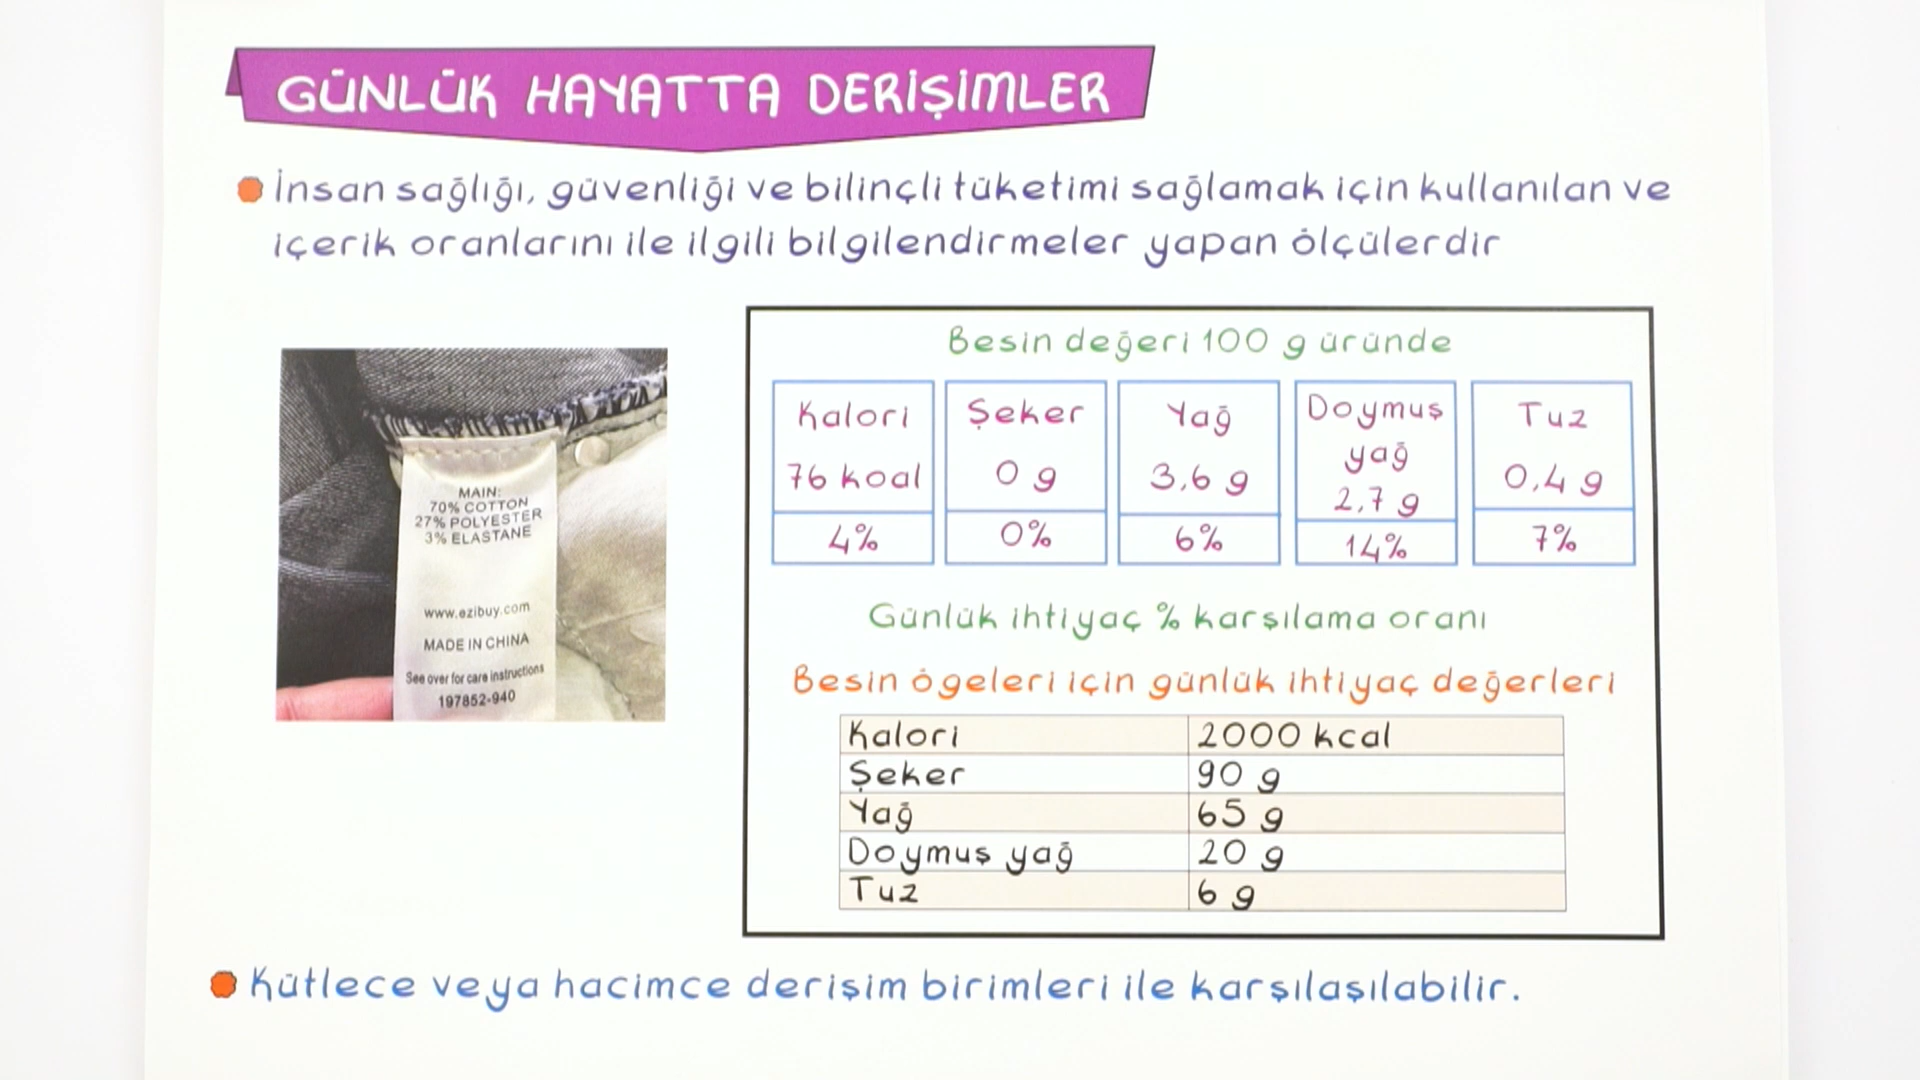 GÜNLÜK HAYATTA DERİŞİMLER
İnsan sağlığı, güvenliği ve bilinçli tüketimi sağlamak için kullanılan ve
içerik oranlarını ile ilgili bilgilendirmeler yapan ölçülerdir
MAIN:
70% COTTON
27% POLYESTER
3% ELASTANE
www.ezibuy.com
MADE IN CHINA
See over for care instructions
197852-940
Besin değeri 100 g üründe
Kalori Şeker Yağ Doymuş yağ Tuz
76 koal 0 g 3,6 g 2,7 g 0,4 g
4% 0% 6% 14% 7%
Günlük ihtiyaç % karşılama oranı
Besin ögeleri için günlük ihtiyaç değerleri
Kalori 2000 kcal
Şeker 90 g
Yağ 65 g
Doymuş yağ 20 g
Tuz 6 g
Kütlece veya hacimce derişim birimleri ile karşılaşılabilir.